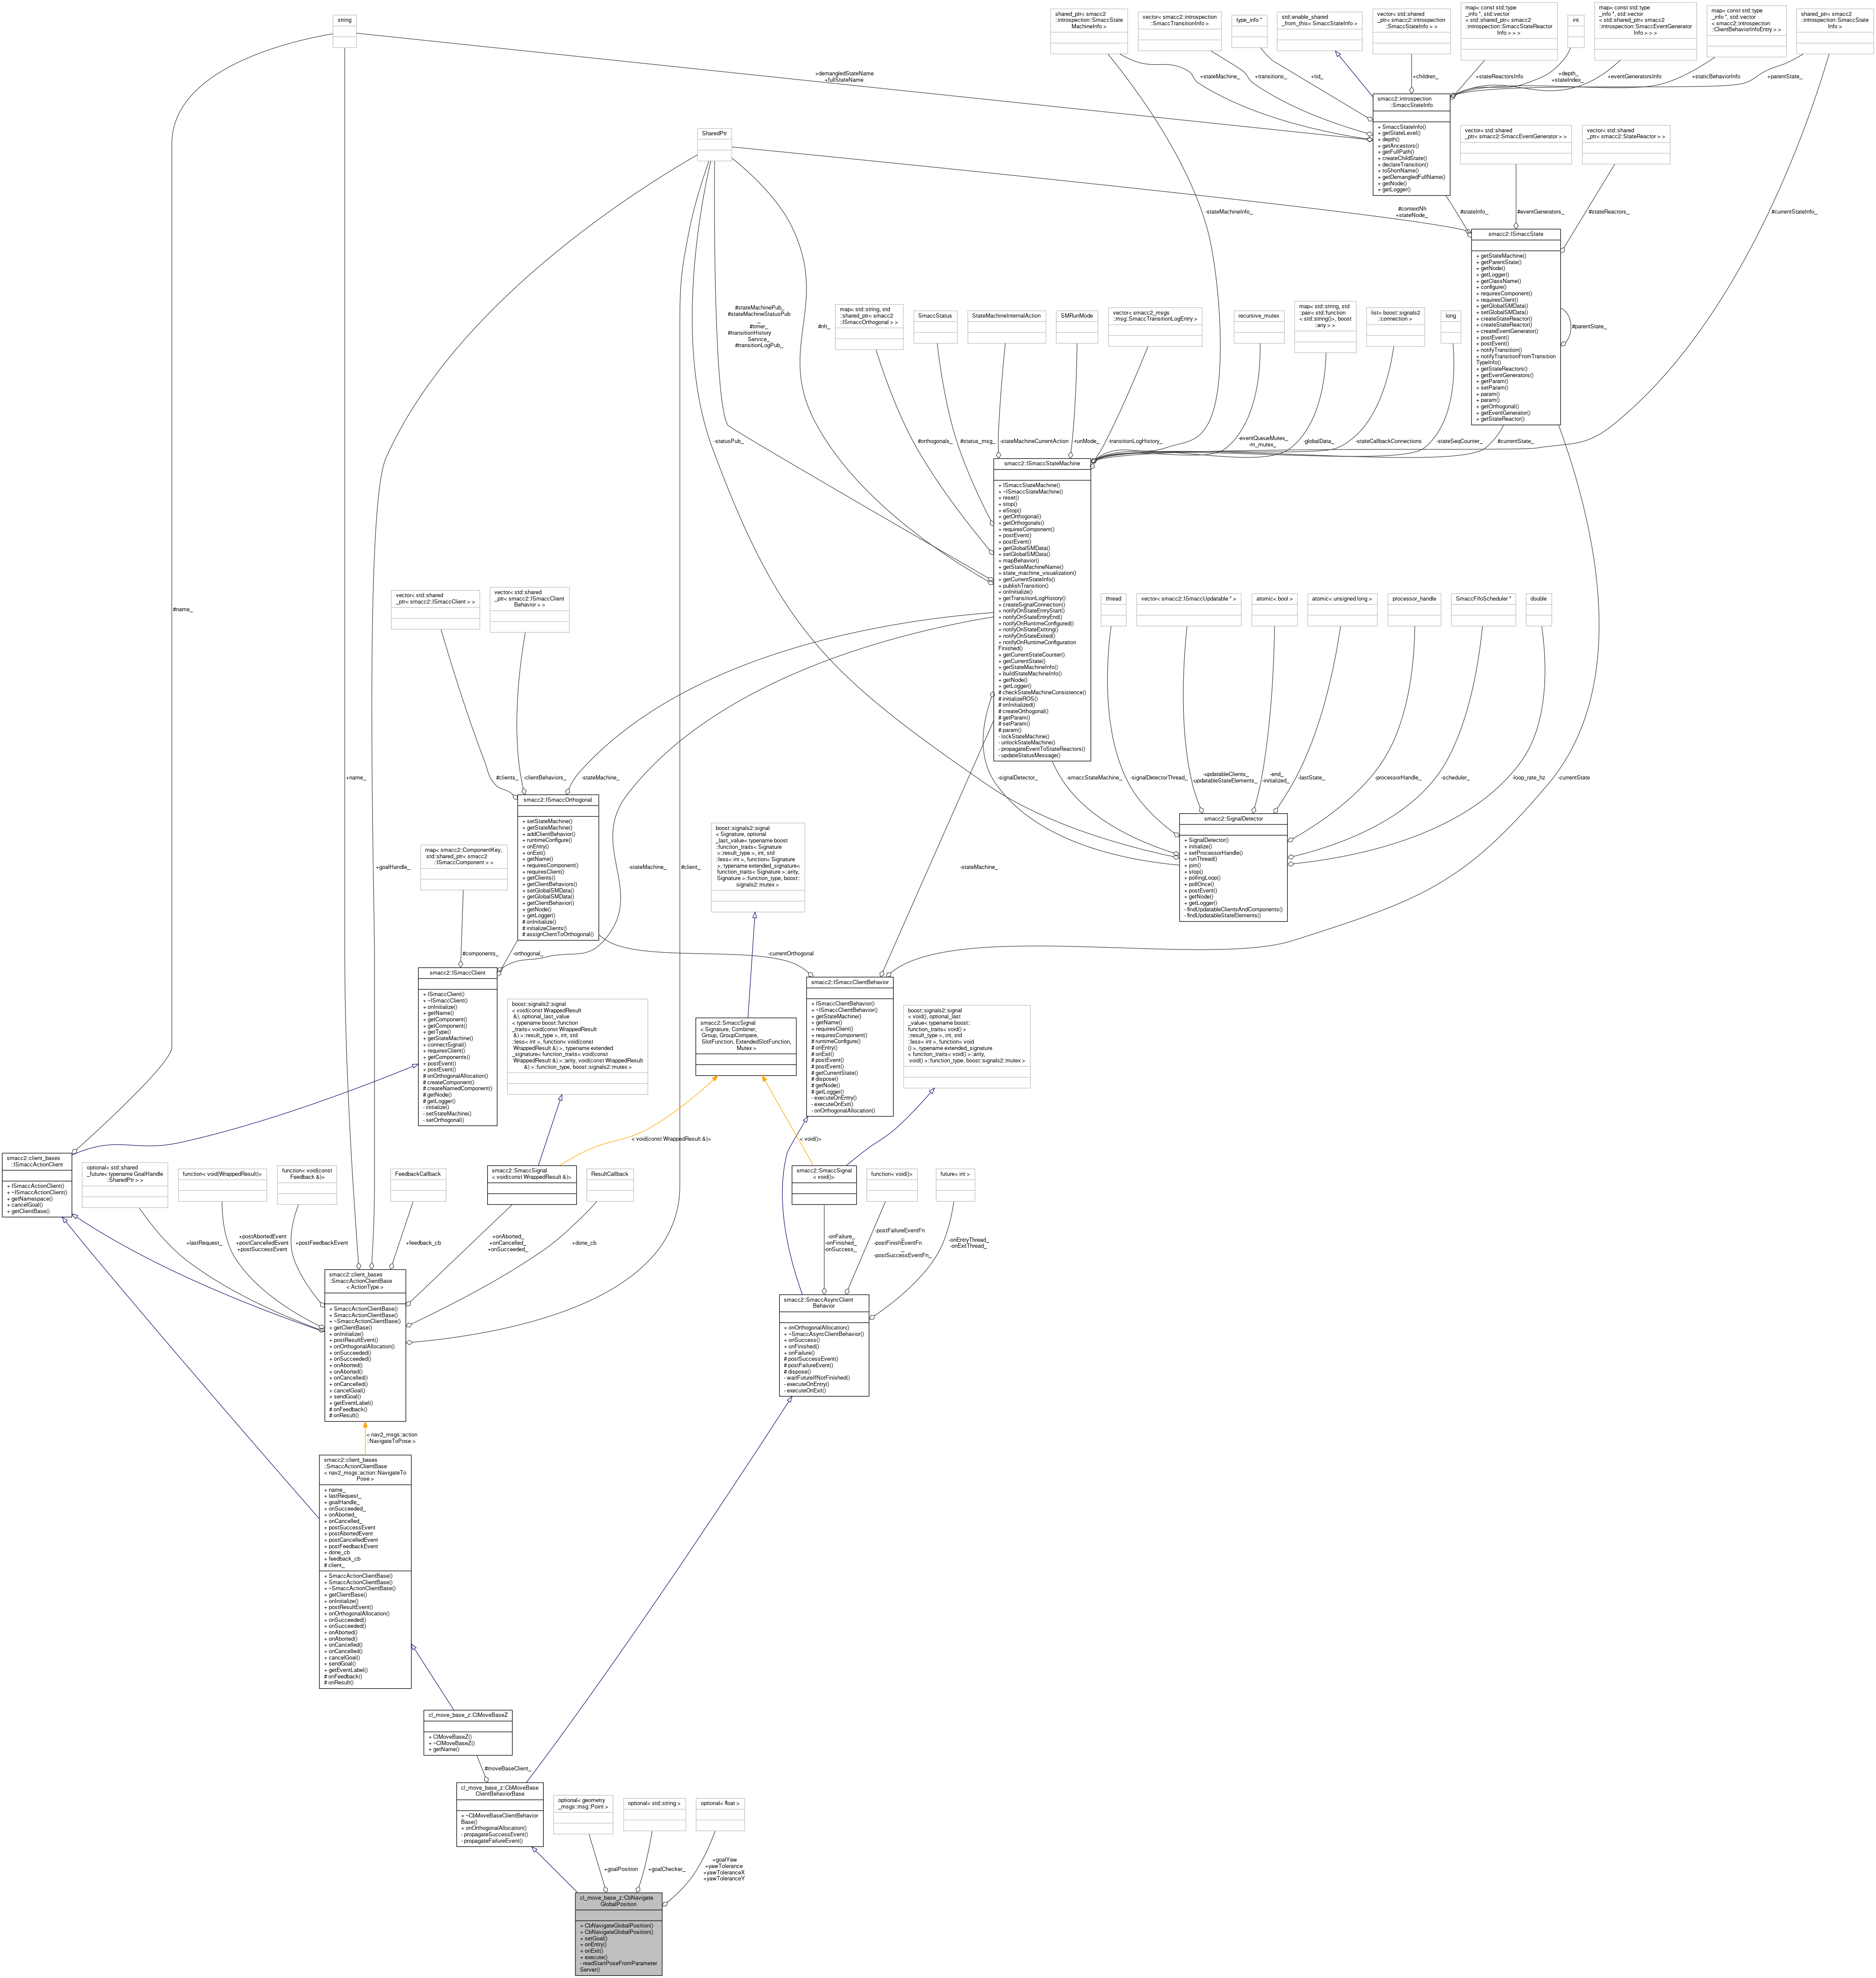 string
shared_ptr< smacc2
::introspection::SmaccState
MachineInfo >
vector< smacc2::introspection
::SmaccTransitionInfo >
type_info *
std::enable_shared
_from_this< SmaccStateInfo >
vector< std::shared
_ptr< smacc2::introspection
::SmaccStateInfo > >
map< const std::type
_info *, std::vector
< std::shared_ptr< smacc2
::introspection::SmaccStateReactor
Info > > >
int
map< const std::type
_info *, std::vector
< std::shared_ptr< smacc2
::introspection::SmaccEventGenerator
Info > > >
map< const std::type
_info *, std::vector
< smacc2::introspection
::ClientBehaviorInfoEntry > >
shared_ptr< smacc2
::introspection::SmaccState
Info >
+demangledStateName
+fullStateName
+stateMachine_
+transitions_
+tid_
+children_
+stateReactorsInfo
+depth_
+stateIndex_
+eventGeneratorsInfo
+staticBehaviorInfo
+parentState_
smacc2::introspection
::SmaccStateInfo
+ SmaccStateInfo()
+ getStateLevel()
+ depth()
+ getAncestors()
+ getFullPath()
+ createChildState()
+ declareTransition()
+ toShortName()
+ getDemangledFullName()
+ getNode()
+ getLogger()
SharedPtr
vector< std::shared
_ptr< smacc2::SmaccEventGenerator > >
vector< std::shared
_ptr< smacc2::StateReactor > >
-stateMachineInfo_
#contextNh
+stateNode_
#stateInfo_
#eventGenerators_
#stateReactors_
#currentStateInfo_
smacc2::ISmaccState
+ getStateMachine()
+ getParentState()
+ getNode()
+ getLogger()
+ getClassName()
+ configure()
+ requiresComponent()
+ requiresClient()
+ getGlobalSMData()
+ setGlobalSMData()
+ createStateReactor()
+ createStateReactor()
+ createEventGenerator()
+ postEvent()
+ postEvent()
+ notifyTransition()
+ notifyTransitionFromTransition
TypeInfo()
+ getStateReactors()
+ getEventGenerators()
+ getParam()
+ setParam()
+ param()
+ param()
+ getOrthogonal()
+ getEventGenerator()
+ getStateReactor()
#parentState_
#stateMachinePub_
#stateMachineStatusPub
_
#timer_
#transitionHistory
Service_
#transitionLogPub_
#nh_
map< std::string, std
::shared_ptr< smacc2
::ISmaccOrthogonal > >
SmaccStatus
StateMachineInternalAction
SMRunMode
vector< smacc2_msgs
::msg::SmaccTransitionLogEntry >
recursive_mutex
map< std::string, std
::pair< std::function
< std::string()>, boost
::any > >
list< boost::signals2
::connection >
long
#name_
-statusPub_
#orthogonals_
#status_msg_
-stateMachineCurrentAction
-runMode_
-transitionLogHistory_
-eventQueueMutex_
-m_mutex_
-globalData_
-stateCallbackConnections
-stateSeqCounter_
#currentState_
smacc2::ISmaccStateMachine
+ ISmaccStateMachine()
+ ~ISmaccStateMachine()
+ reset()
+ stop()
+ eStop()
+ getOrthogonal()
+ getOrthogonals()
+ requiresComponent()
+ postEvent()
+ postEvent()
+ getGlobalSMData()
+ setGlobalSMData()
+ mapBehavior()
+ getStateMachineName()
+ state_machine_visualization()
+ getCurrentStateInfo()
+ publishTransition()
+ onInitialize()
+ getTransitionLogHistory()
+ createSignalConnection()
+ notifyOnStateEntryStart()
+ notifyOnStateEntryEnd()
+ notifyOnRuntimeConfigured()
+ notifyOnStateExitting()
+ notifyOnStateExited()
+ notifyOnRuntimeConfiguration
Finished()
+ getCurrentStateCounter()
+ getCurrentState()
+ getStateMachineInfo()
+ buildStateMachineInfo()
+ getNode()
+ getLogger()
# checkStateMachineConsistence()
# initializeROS()
# onInitialized()
# createOrthogonal()
# getParam()
# setParam()
# param()
- lockStateMachine()
- unlockStateMachine()
- propagateEventToStateReactors()
- updateStatusMessage()
vector< std::shared
_ptr< smacc2::ISmaccClient > >
vector< std::shared
_ptr< smacc2::ISmaccClient
Behavior > >
thread
vector< smacc2::ISmaccUpdatable * >
atomic< bool >
atomic< unsigned long >
processor_handle
SmaccFifoScheduler *
double
+name_
#clients_
-clientBehaviors_
-stateMachine_
-signalDetector_
-smaccStateMachine_
-signalDetectorThread_
-updatableClients_
-updatableStateElements_
-end_
-initialized_
-lastState_
-processorHandle_
-scheduler_
-loop_rate_hz
-currentState
smacc2::ISmaccOrthogonal
+ setStateMachine()
+ getStateMachine()
+ addClientBehavior()
+ runtimeConfigure()
+ onEntry()
+ onExit()
+ getName()
+ requiresComponent()
+ requiresClient()
+ getClients()
+ getClientBehaviors()
+ setGlobalSMData()
+ getGlobalSMData()
+ getClientBehavior()
+ getNode()
+ getLogger()
# onInitialize()
# initializeClients()
# assignClientToOrthogonal()
smacc2::SignalDetector
+ SignalDetector()
+ initialize()
+ setProcessorHandle()
+ runThread()
+ join()
+ stop()
+ pollingLoop()
+ pollOnce()
+ postEvent()
+ getNode()
+ getLogger()
- findUpdatableClientsAndComponents()
- findUpdatableStateElements()
map< smacc2::ComponentKey,
std::shared_ptr< smacc2
::ISmaccComponent > >
boost::signals2::signal
< Signature, optional
_last_value< typename boost
::function_traits< Signature
>::result_type >, int, std
::less< int >, function< Signature
>, typename extended_signature<
function_traits< Signature >::arity,
Signature >::function_type, boost::
signals2::mutex >
+goalHandle_
-stateMachine_
#client_
-stateMachine_
#components_
-orthogonal_
-currentOrthogonal
smacc2::ISmaccClient
+ ISmaccClient()
+ ~ISmaccClient()
+ onInitialize()
+ getName()
+ getComponent()
+ getComponent()
+ getType()
+ getStateMachine()
+ connectSignal()
+ requiresClient()
+ getComponents()
+ postEvent()
+ postEvent()
# onOrthogonalAllocation()
# createComponent()
# createNamedComponent()
# getNode()
# getLogger()
- initialize()
- setStateMachine()
- setOrthogonal()
boost::signals2::signal
< void(const WrappedResult
&), optional_last_value
< typename boost::function
_traits< void(const WrappedResult
&) >::result_type >, int, std
::less< int >, function< void(const
WrappedResult &) >, typename extended
_signature< function_traits< void(const
WrappedResult &) >::arity, void(const WrappedResult
&) >::function_type, boost::signals2::mutex >
smacc2::SmaccSignal
< Signature, Combiner,
Group, GroupCompare,
SlotFunction, ExtendedSlotFunction,
Mutex >
smacc2::ISmaccClientBehavior
+ ISmaccClientBehavior()
+ ~ISmaccClientBehavior()
+ getStateMachine()
+ getName()
+ requiresClient()
+ requiresComponent()
# runtimeConfigure()
# onEntry()
# onExit()
# postEvent()
# postEvent()
# getCurrentState()
# dispose()
# getNode()
# getLogger()
- executeOnEntry()
- executeOnExit()
- onOrthogonalAllocation()
boost::signals2::signal
< void(), optional_last
_value< typename boost::
function_traits< void() >
::result_type >, int, std
::less< int >, function< void
() >, typename extended_signature
< function_traits< void() >::arity,
void() >::function_type, boost::signals2::mutex >
< void(const WrappedResult &)>
< void()>
smacc2::client_bases
::ISmaccActionClient
+ ISmaccActionClient()
+ ~ISmaccActionClient()
+ getNamespace()
+ cancelGoal()
+ getClientBase()
optional< std::shared
_future< typename GoalHandle
::SharedPtr > >
function< void(WrappedResult)>
function< void(const
Feedback &)>
FeedbackCallback
smacc2::SmaccSignal
< void(const WrappedResult &)>
ResultCallback
smacc2::SmaccSignal
< void()>
function< void()>
future< int >
+lastRequest_
+postAbortedEvent
+postCancelledEvent
+postSuccessEvent
+postFeedbackEvent
+feedback_cb
+onAborted_
+onCancelled_
+onSucceeded_
+done_cb
-onFailure_
-onFinished_
-onSuccess_
-postFailureEventFn
_
-postFinishEventFn
_
-postSuccessEventFn_
-onEntryThread_
-onExitThread_
smacc2::client_bases
::SmaccActionClientBase
< ActionType >
+ SmaccActionClientBase()
+ SmaccActionClientBase()
+ ~SmaccActionClientBase()
+ getClientBase()
+ onInitialize()
+ postResultEvent()
+ onOrthogonalAllocation()
+ onSucceeded()
+ onSucceeded()
+ onAborted()
+ onAborted()
+ onCancelled()
+ onCancelled()
+ cancelGoal()
+ sendGoal()
+ getEventLabel()
# onFeedback()
# onResult()
smacc2::SmaccAsyncClient
Behavior
+ onOrthogonalAllocation()
+ ~SmaccAsyncClientBehavior()
+ onSuccess()
+ onFinished()
+ onFailure()
# postSuccessEvent()
# postFailureEvent()
# dispose()
- waitFutureIfNotFinished()
- executeOnEntry()
- executeOnExit()
< nav2_msgs::action
::NavigateToPose >
smacc2::client_bases
::SmaccActionClientBase
< nav2_msgs::action::NavigateTo
Pose >
+ name_
+ lastRequest_
+ goalHandle_
+ onSucceeded_
+ onAborted_
+ onCancelled_
+ postSuccessEvent
+ postAbortedEvent
+ postCancelledEvent
+ postFeedbackEvent
+ done_cb
+ feedback_cb
# client_
+ SmaccActionClientBase()
+ SmaccActionClientBase()
+ ~SmaccActionClientBase()
+ getClientBase()
+ onInitialize()
+ postResultEvent()
+ onOrthogonalAllocation()
+ onSucceeded()
+ onSucceeded()
+ onAborted()
+ onAborted()
+ onCancelled()
+ onCancelled()
+ cancelGoal()
+ sendGoal()
+ getEventLabel()
# onFeedback()
# onResult()
cl_move_base_z::ClMoveBaseZ
+ ClMoveBaseZ()
+ ~ClMoveBaseZ()
+ getName()
#moveBaseClient_
cl_move_base_z::CbMoveBase
ClientBehaviorBase
+ ~CbMoveBaseClientBehavior
Base()
+ onOrthogonalAllocation()
- propagateSuccessEvent()
- propagateFailureEvent()
optional< geometry
_msgs::msg::Point >
optional< std::string >
optional< float >
+goalPosition
+goalChecker_
+goalYaw
+yawTolerance
+yawToleranceX
+yawToleranceY
cl_move_base_z::CbNavigate
GlobalPosition
+ CbNavigateGlobalPosition()
+ CbNavigateGlobalPosition()
+ setGoal()
+ onEntry()
+ onExit()
+ execute()
- readStartPoseFromParameter
Server()